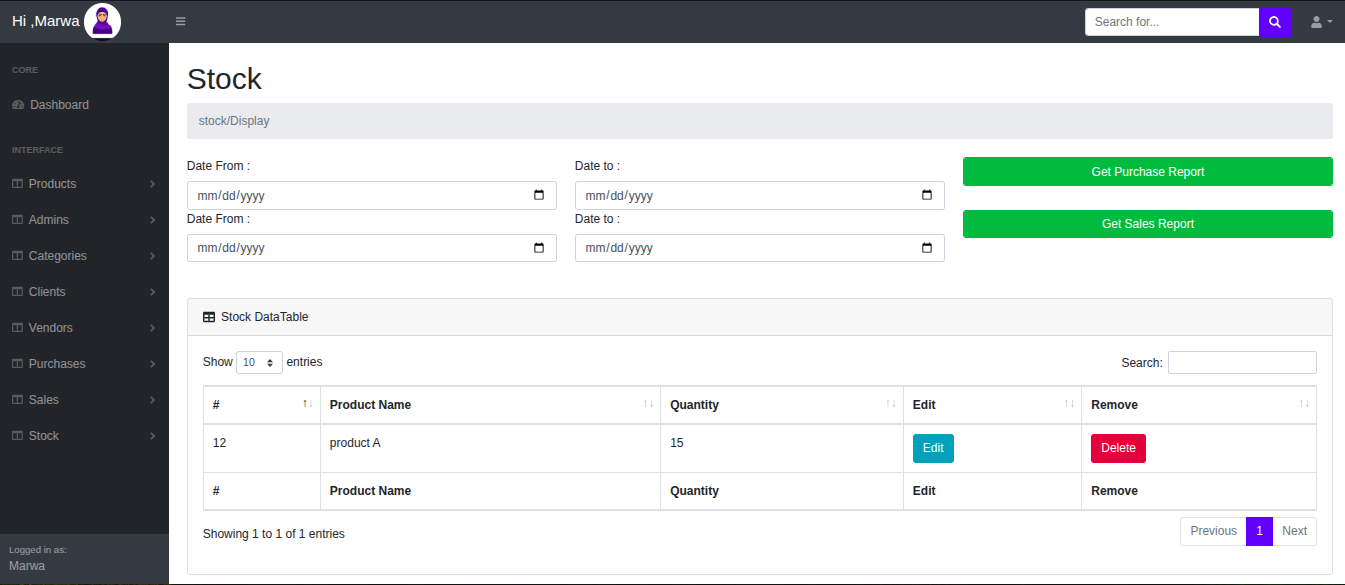 Hi ,Marwa
Search for...
CORE
Dashboard
INTERFACE
Products
Admins
Categories
Clients
Vendors
Purchases
Sales
Stock
Logged in as:
Marwa
Stock
stock/Display
Date From : Date to : Get Purchase Report
mm/dd/yyyy mm/dd/yyyy
Date From : Date to : Get Sales Report
mm/dd/yyyy mm/dd/yyyy
Stock DataTable
Show 10 entries Search:
# Product Name Quantity Edit Remove
12 product A 15 Edit Delete
# Product Name Quantity Edit Remove
Showing 1 to 1 of 1 entries Previous 1 Next